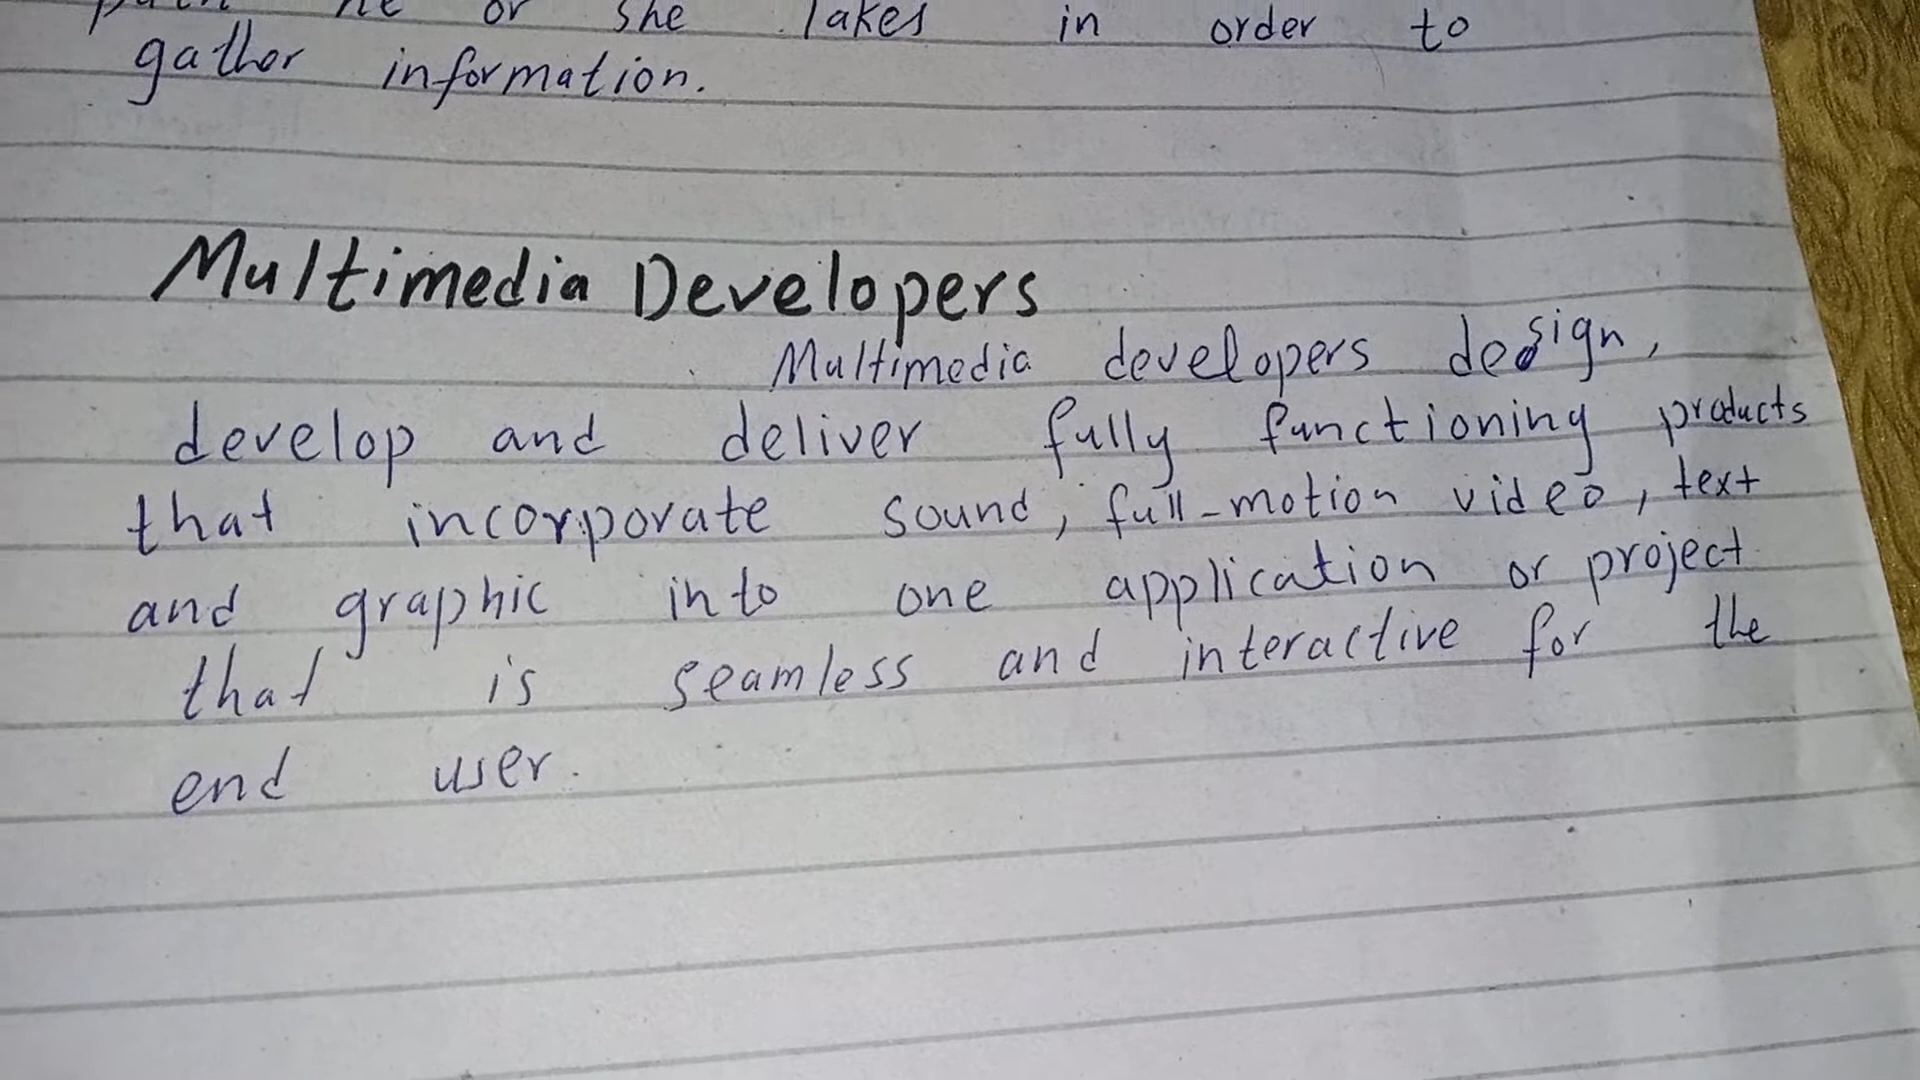 path he or she takes in order to
gather information.
Multimedia Developers
Multimedia developers design,
develop and deliver fully functioning products
that incorporate sound, full-motion video, text
and graphic into one application or project
that is seamless and interactive for the
end user.